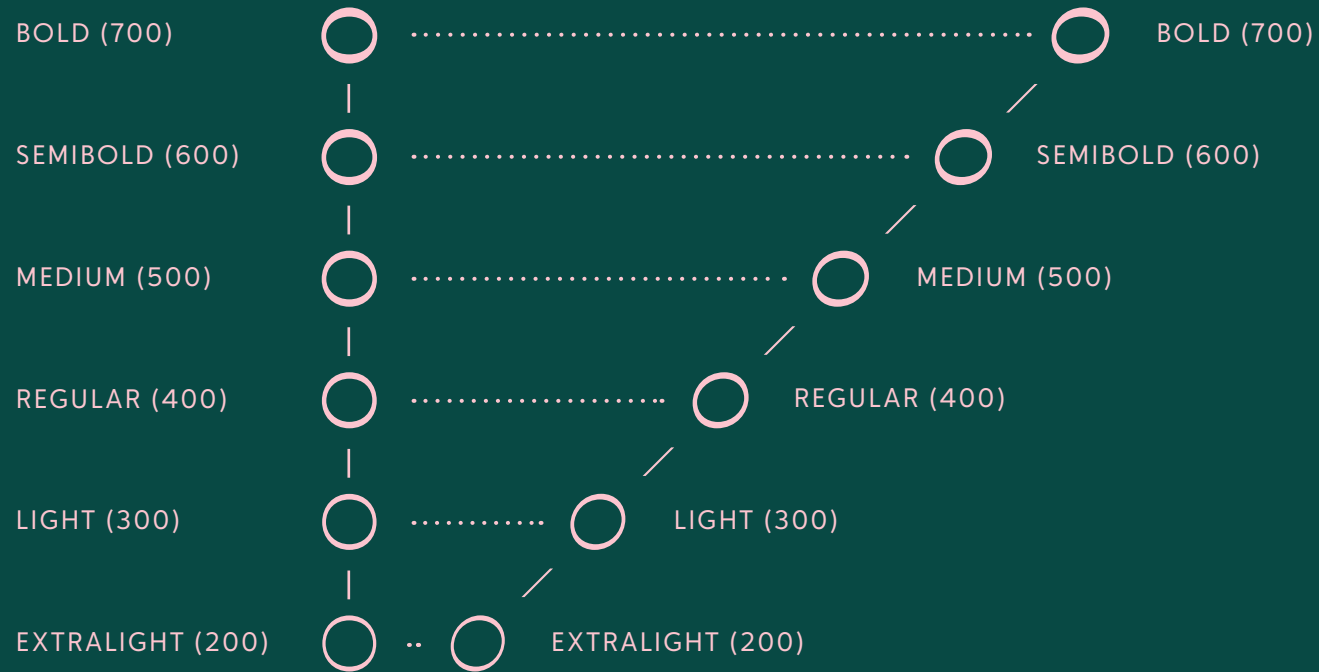 BOLD (700) BOLD (700)
SEMIBOLD (600) SEMIBOLD (600)
MEDIUM (500) MEDIUM (500)
REGULAR (400) REGULAR (400)
LIGHT (300) LIGHT (300)
EXTRALIGHT (200) EXTRALIGHT (200)